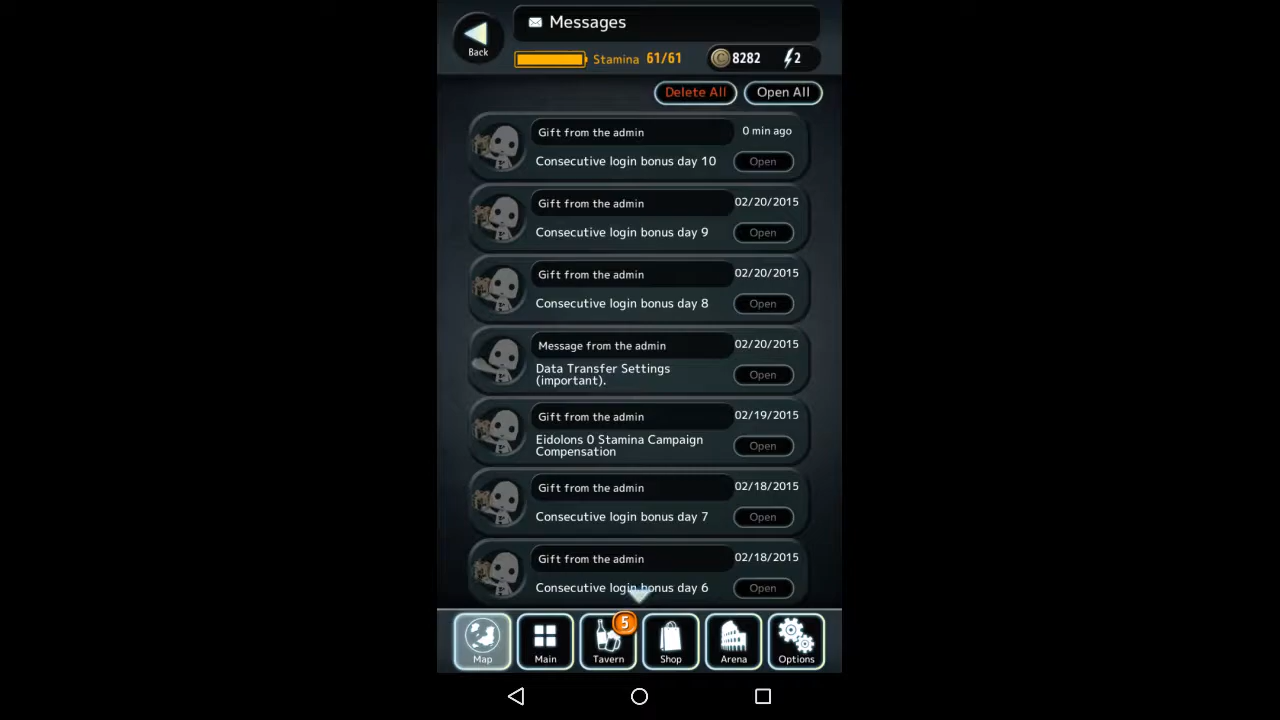 Back
Messages
Stamina 61/61
8282
2
Delete All
Open All
Gift from the admin
0 min ago
Consecutive login bonus day 10
Open
Gift from the admin
02/20/2015
Consecutive login bonus day 9
Open
Gift from the admin
02/20/2015
Consecutive login bonus day 8
Open
Message from the admin
02/20/2015
Data Transfer Settings
(important).
Open
Gift from the admin
02/19/2015
Eidolons 0 Stamina Campaign
Compensation
Open
Gift from the admin
02/18/2015
Consecutive login bonus day 7
Open
Gift from the admin
02/18/2015
Consecutive login bonus day 6
Open
5
Map
Main
Tavern
Shop
Arena
Options